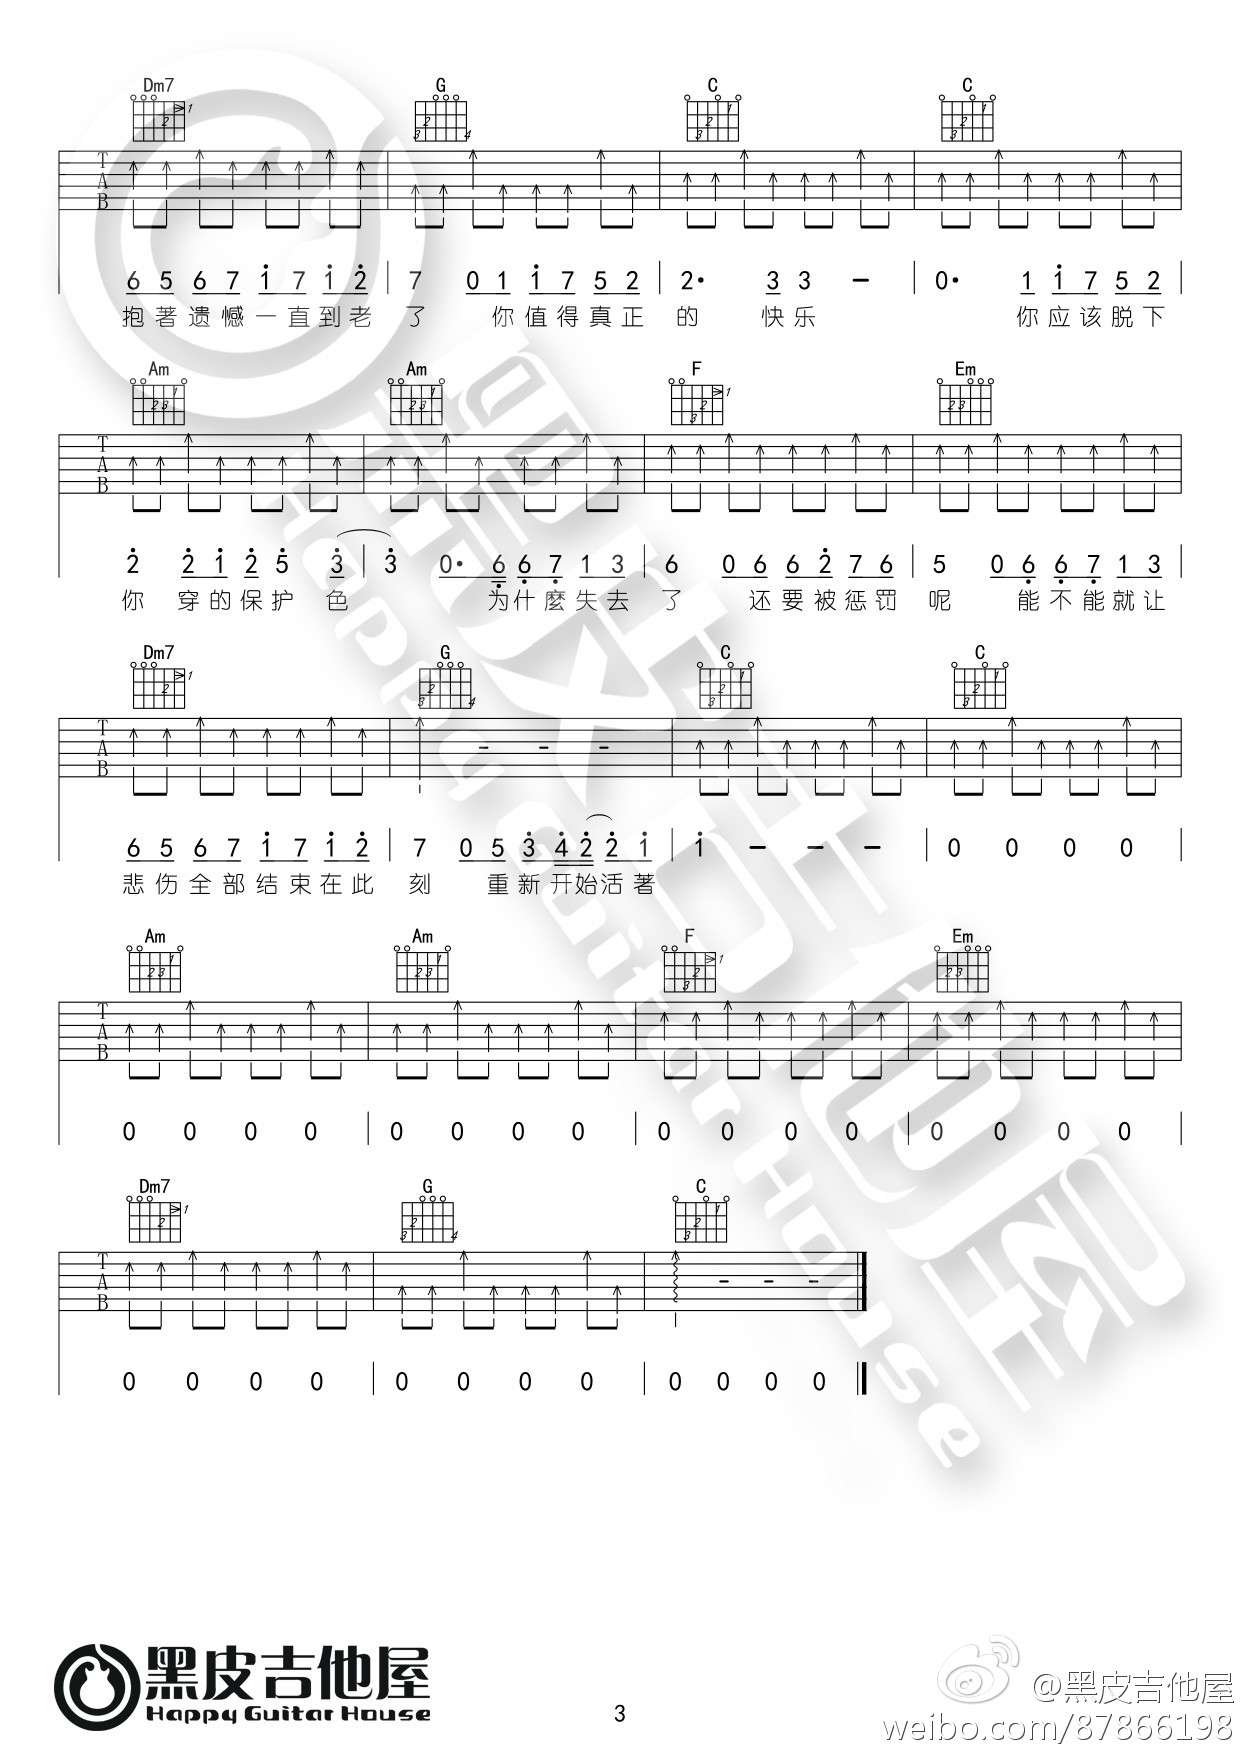 Dm7 G C C
T A B
6 5 6 7 1 7 1 2 7 0 1 1 7 5 2 2· 3 3 — 0· 1 1 7 5 2
抱著遗憾一直到老 了 你值得真正 的 快乐 你应该脱下
Am Am F Em
T A B
2 2 1 2 5 3 3 0· 6 6 7 1 3 6 0 6 6 2 7 6 5 0 6 6 7 1 3
你 穿的保护 色 为什麼失去 了 还要被惩罚 呢 能不能就让
Dm7 G C C
T A B – – –
6 5 6 7 1 7 1 2 7 0 5 3 4 2 2 1 1 — — — 0 0 0 0
悲伤全部结束在此 刻 重新开始活著
Am Am F Em
T A B
0 0 0 0 0 0 0 0 0 0 0 0 0 0 0 0
Dm7 G C
T A B – – –
0 0 0 0 0 0 0 0 0 0 0 0
黑皮吉他屋
Happy Guitar House
3
@黑皮吉他屋
weibo.com/87866198
黑皮吉他屋
Happy Guitar House